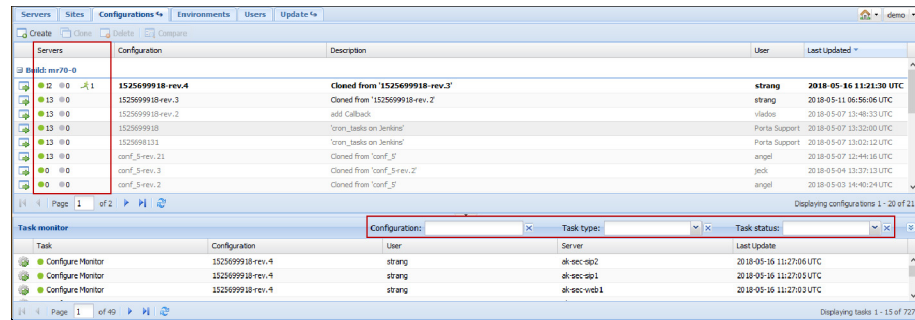 Servers Sites Configurations Environments Users Update demo
Create Clone Delete Compare
Servers Configuration Description User Last Updated
Build: mr70-0
12 0 1 1525699918-rev.4 Cloned from '1525699918-rev.3' strang 2018-05-16 11:21:30 UTC
13 0 1525699918-rev.3 Cloned from '1525699918-rev.2' strang 2018-05-11 06:56:06 UTC
13 0 1525699918-rev.2 add Callback vlados 2018-05-07 13:48:33 UTC
13 0 1525699918 'cron_tasks on Jenkins' Porta Support 2018-05-07 13:32:00 UTC
13 0 1525698131 'cron_tasks on Jenkins' Porta Support 2018-05-07 13:02:12 UTC
13 0 conf_5-rev.21 Cloned from 'conf_5' angel 2018-05-07 12:44:16 UTC
0 0 conf_5-rev.3 Cloned from 'conf_5-rev.2' jeck 2018-05-04 13:37:13 UTC
0 0 conf_5-rev.2 Cloned from 'conf_5' angel 2018-05-03 14:40:24 UTC
Page 1 of 2 Displaying configurations 1 - 20 of 21
Task monitor Configuration: Task type: Task status:
Task Configuration User Server Last Update
Configure Monitor 1525699918-rev.4 strang ak-sec-sip2 2018-05-16 11:27:06 UTC
Configure Monitor 1525699918-rev.4 strang ak-sec-sip1 2018-05-16 11:27:05 UTC
Configure Monitor 1525699918-rev.4 strang ak-sec-web1 2018-05-16 11:27:03 UTC
Page 1 of 49 Displaying tasks 1 - 15 of 727